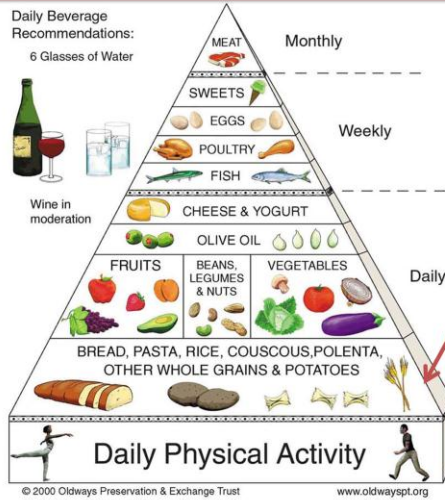 Daily Beverage
Recommendations:
6 Glasses of Water
Wine in
moderation
MEAT
Monthly
SWEETS
EGGS
Weekly
POULTRY
FISH
CHEESE & YOGURT
OLIVE OIL
FRUITS
BEANS,
LEGUMES
& NUTS
VEGETABLES
Daily
BREAD, PASTA, RICE, COUSCOUS,POLENTA,
OTHER WHOLE GRAINS & POTATOES
Daily Physical Activity
© 2000 Oldways Preservation & Exchange Trust
www.oldwayspt.org